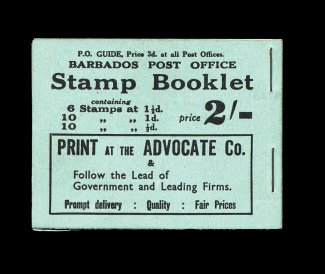 P.O. GUIDE, Price 3d. at all Post Offices.
BARBADOS POST OFFICE
Stamp Booklet
containing
6 Stamps at 1½d.
10 „ „ 1d. price 2/-
10 „ „ ½d.
PRINT AT THE ADVOCATE Co.
&
Follow the Lead of
Government and Leading Firms.
Prompt delivery : Quality : Fair Prices